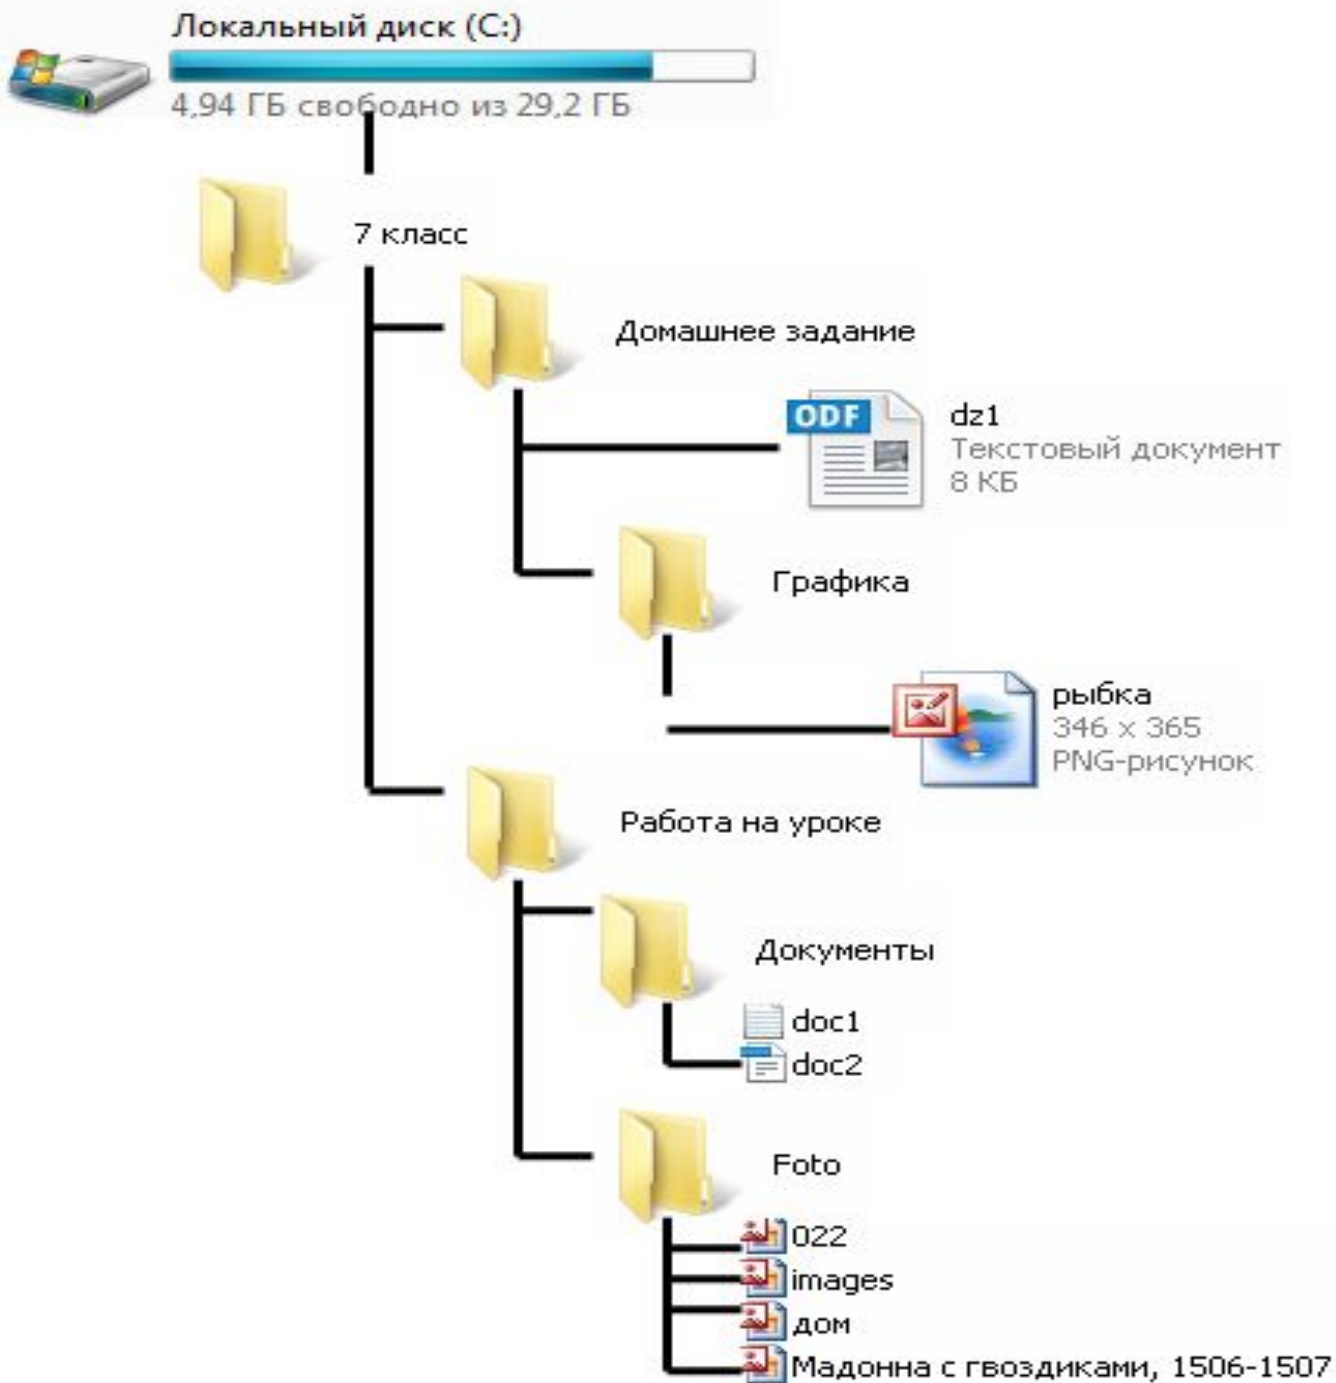 Локальный диск (C:)
4,94 ГБ свободно из 29,2 ГБ
7 класс
Домашнее задание
ODF
dz1
Текстовый документ
8 КБ
Графика
рыбка
346 x 365
PNG-рисунок
Работа на уроке
Документы
doc1
doc2
Foto
022
images
дом
Мадонна с гвоздиками, 1506-1507